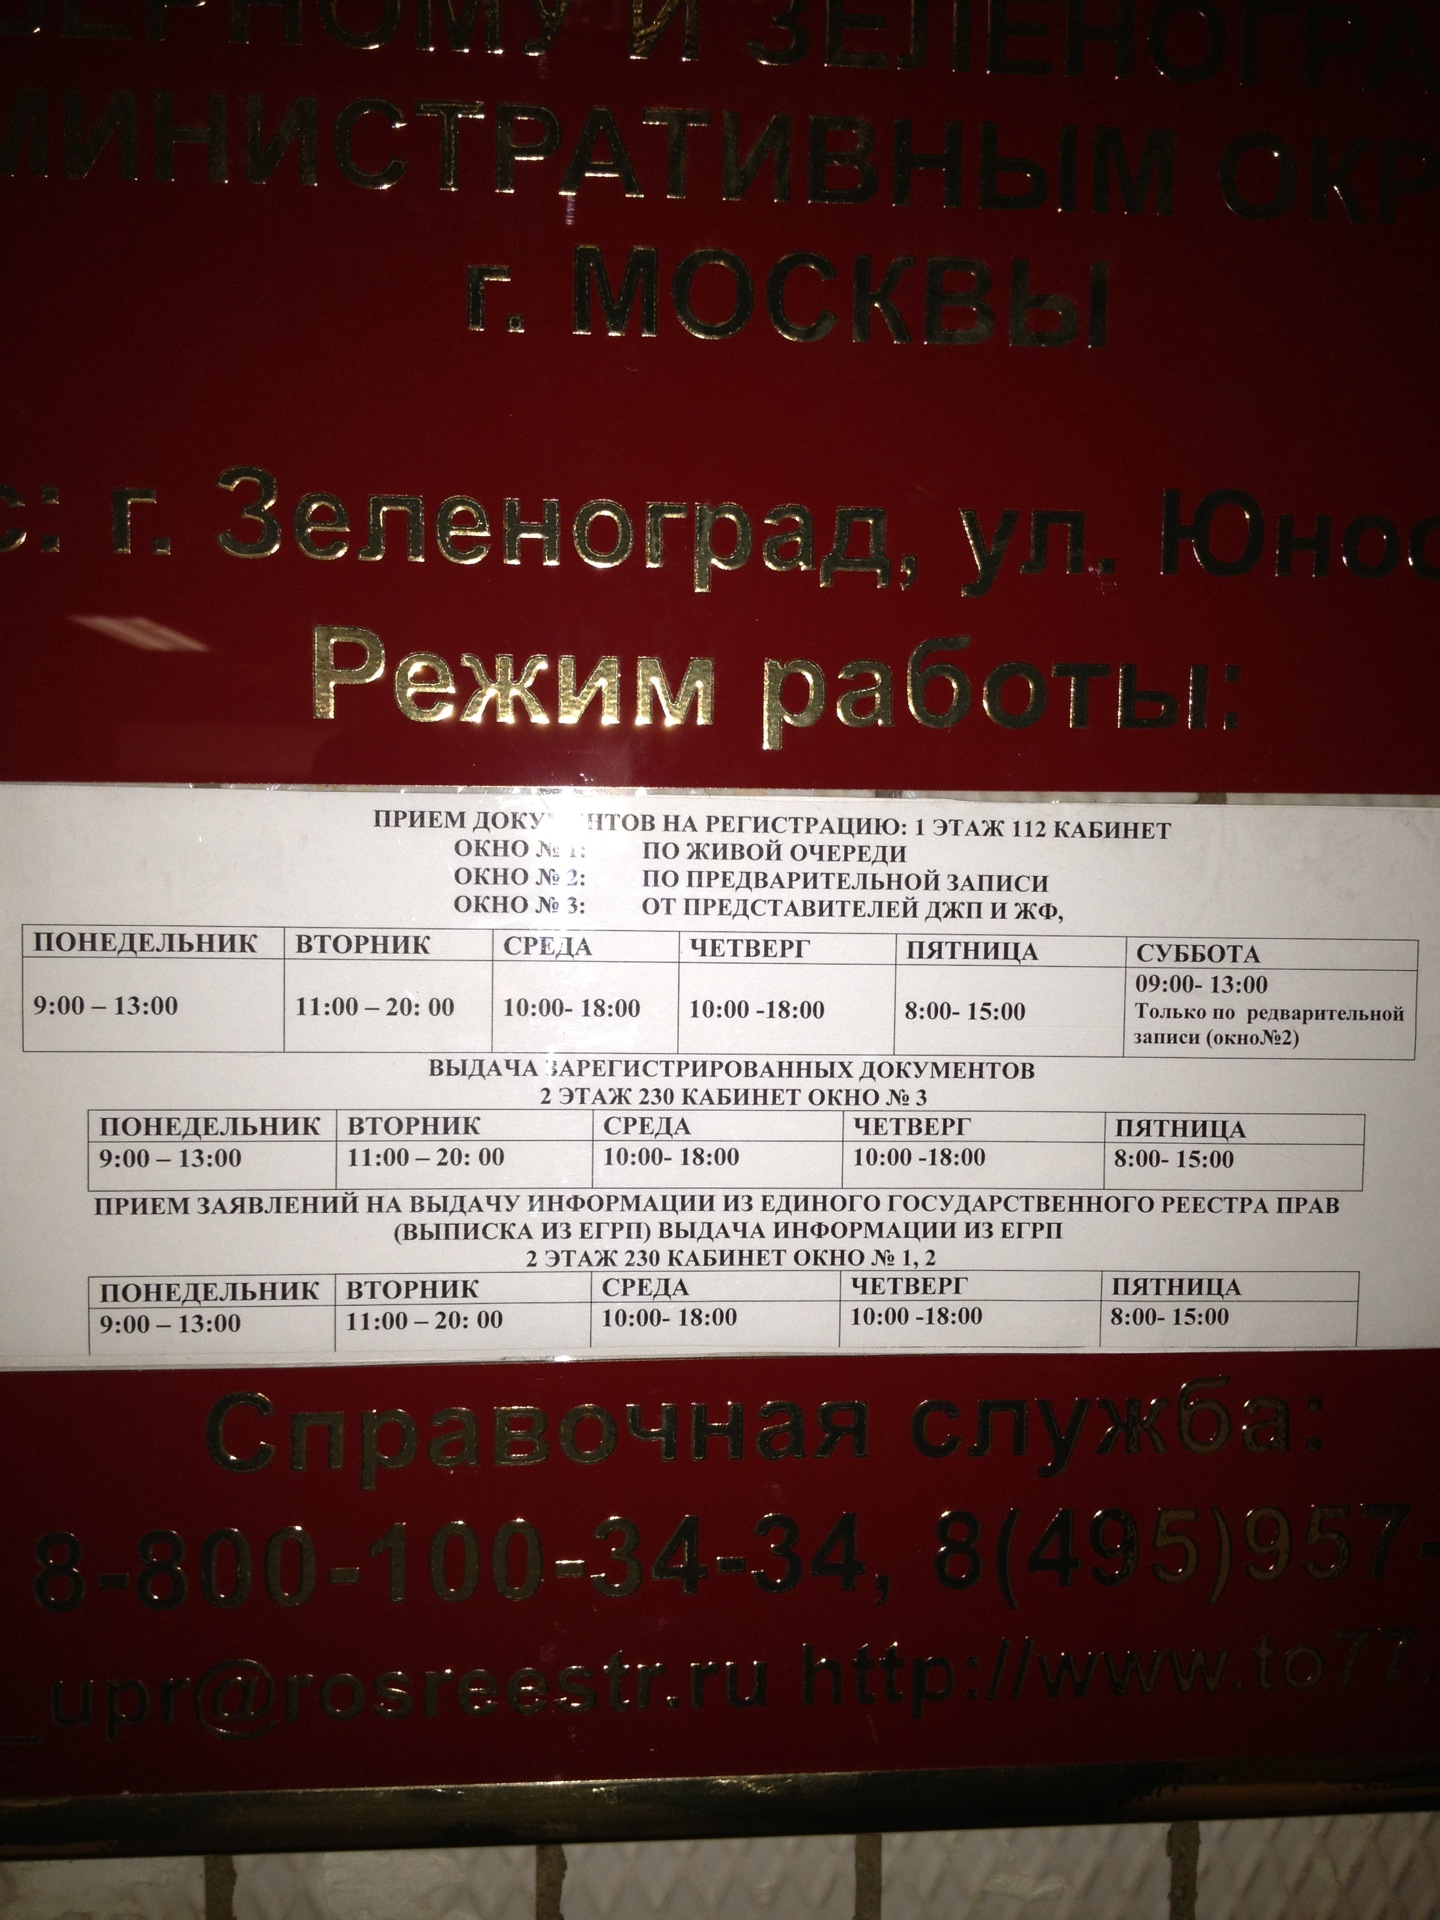 И ЗЕЛЕНОГРА
МИНИСТРАТИВНЫМ ОКР
г. МОСКВЫ
с: г. Зеленоград, ул. Юнос
Режим работы:
ПРИЕМ НА РЕГИСТРАЦИЮ: 1 ЭТАЖ 112 КАБИНЕТ
ОКНО № 1: ПО ЖИВОЙ ОЧЕРЕДИ
ОКНО № 2: ПО ПРЕДВАРИТЕЛЬНОЙ ЗАПИСИ
ОКНО № 3: ОТ ПРЕДСТАВИТЕЛЕЙ ДЖП И ЖФ,
ПОНЕДЕЛЬНИК ВТОРНИК СРЕДА ЧЕТВЕРГ ПЯТНИЦА СУББОТА
9:00 – 13:00 11:00 – 20: 00 10:00- 18:00 10:00 -18:00 8:00- 15:00 09:00- 13:00
Только по редварительной
записи (окно№2)
ВЫДАЧА ЗАРЕГИСТРИРОВАННЫХ ДОКУМЕНТОВ
2 ЭТАЖ 230 КАБИНЕТ ОКНО № 3
ПОНЕДЕЛЬНИК ВТОРНИК СРЕДА ЧЕТВЕРГ ПЯТНИЦА
9:00 – 13:00 11:00 – 20: 00 10:00- 18:00 10:00 -18:00 8:00- 15:00
ПРИЕМ ЗАЯВЛЕНИЙ НА ВЫДАЧУ ИНФОРМАЦИИ ИЗ ЕДИНОГО ГОСУДАРСТВЕННОГО РЕЕСТРА ПРАВ
(ВЫПИСКА ИЗ ЕГРП) ВЫДАЧА ИНФОРМАЦИИ ИЗ ЕГРП
2 ЭТАЖ 230 КАБИНЕТ ОКНО № 1, 2
ПОНЕДЕЛЬНИК ВТОРНИК СРЕДА ЧЕТВЕРГ ПЯТНИЦА
9:00 – 13:00 11:00 – 20: 00 10:00- 18:00 10:00 -18:00 8:00- 15:00
Справочная служба:
8-800-100-34-34, 8(495)957-
_upr@rosreestr.ru http://www.to77.